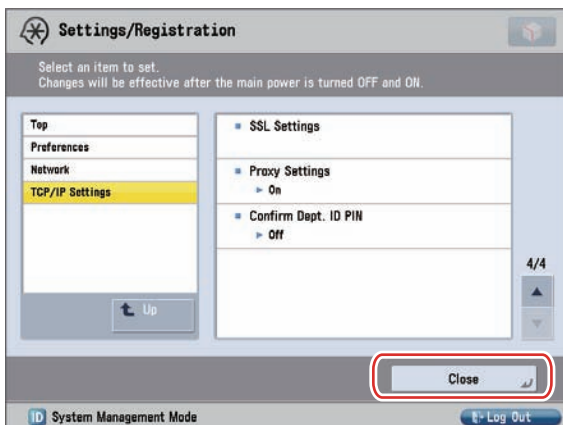 Settings/Registration
Select an item to set.
Changes will be effective after the main power is turned OFF and ON.
Top
Preferences
Network
TCP/IP Settings
Up
SSL Settings
Proxy Settings
On
Confirm Dept. ID PIN
Off
4/4
Close
ID System Management Mode
Log Out